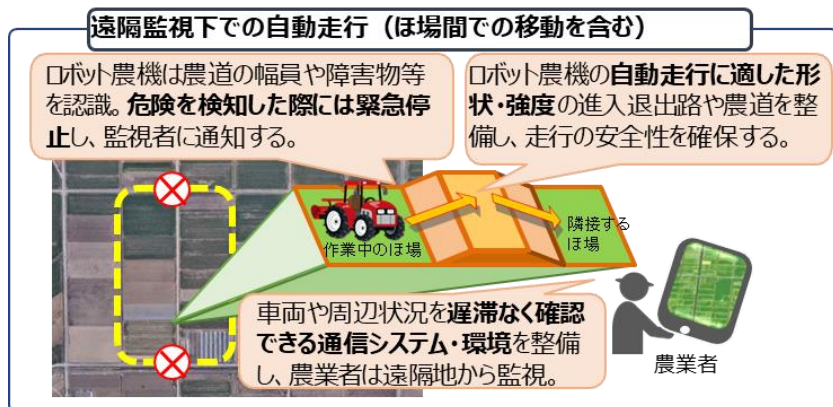 遠隔監視下での自動走行（ほ場間での移動を含む）
ロボット農機は農道の幅員や障害物等
を認識。危険を検知した際には緊急停
止し、監視者に通知する。
ロボット農機の自動走行に適した形
状・強度の進入退出路や農道を整
備し、走行の安全性を確保する。
作業中のほ場
隣接する
ほ場
車両や周辺状況を遅滞なく確認
できる通信システム・環境を整備
し、農業者は遠隔地から監視。
農業者